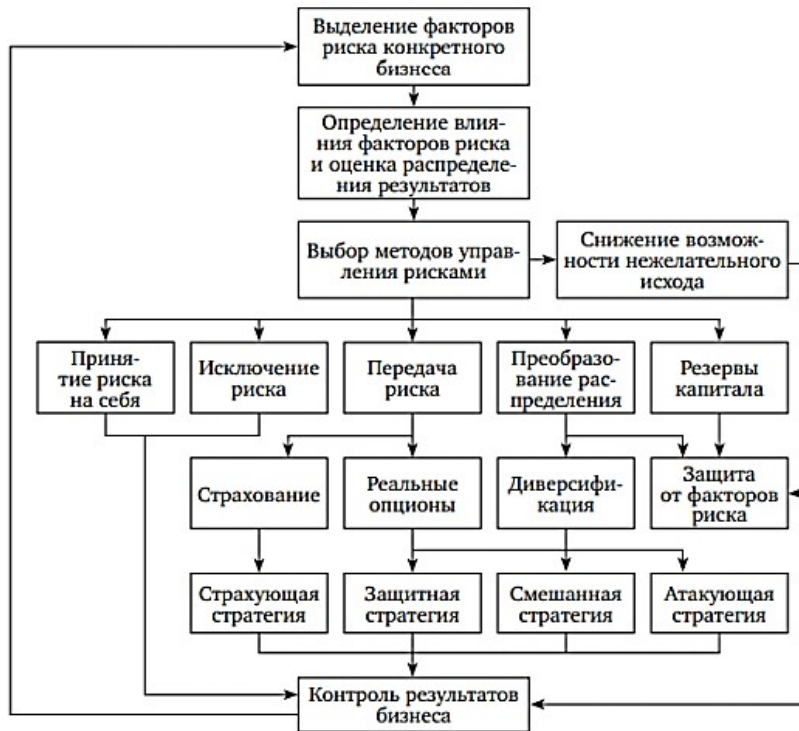 Выделение факторов
риска конкретного
бизнеса
Определение влия-
ния факторов риска
и оценка распреде-
ления результатов
Выбор методов управ-
ления рисками
Снижение возмож-
ности нежелательного
исхода
Приня-
тие риска
на себя
Исключение
риска
Передача
риска
Преобразо-
вание рас-
пределения
Резервы
капитала
Страхование
Реальные
опционы
Диверсифи-
кация
Защита
от факторов
риска
Страхующая
стратегия
Защитная
стратегия
Смешанная
стратегия
Атакующая
стратегия
Контроль результатов
бизнеса